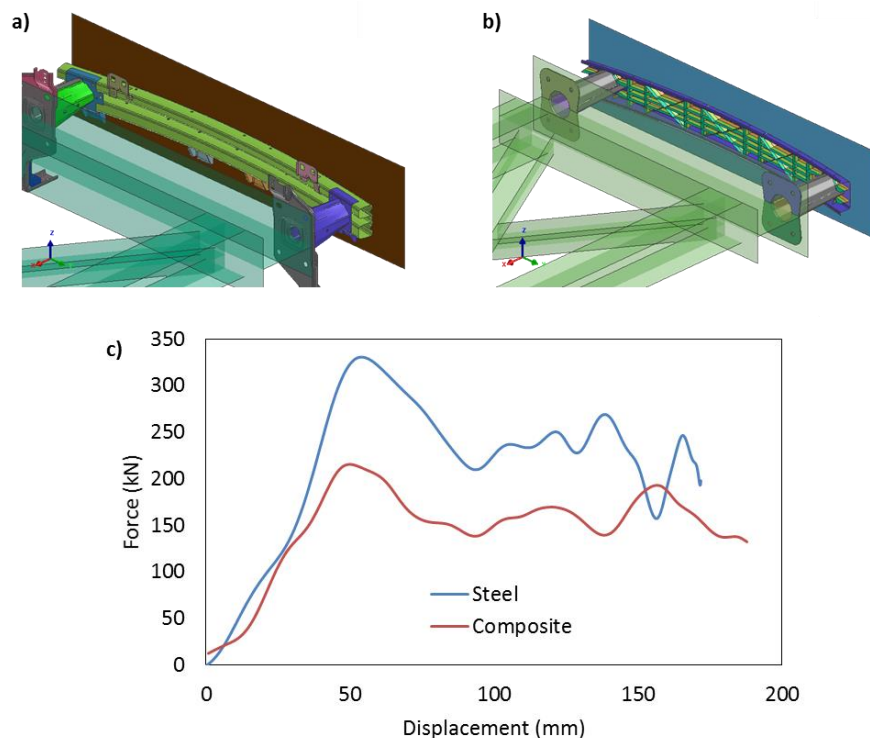 a)
b)
z
x
z
x
c)
350
300
250
200
150
100
50
0
Force (kN)
Steel
Composite
0 50 100 150 200
Displacement (mm)